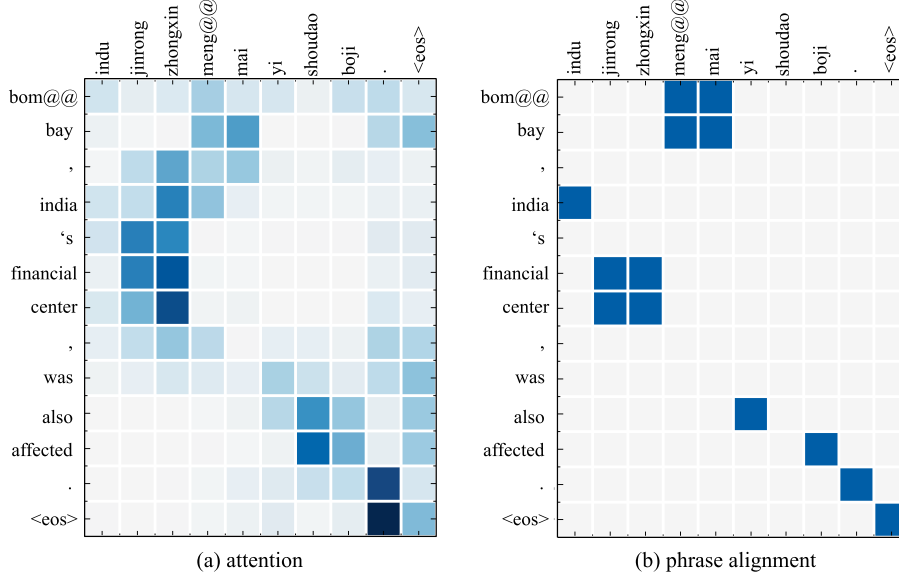 indu jinrong zhongxin meng@@ mai yi shoudao boji . <eos>
bom@@
bay
,
india
‘s
financial
center
,
was
also
affected
.
<eos>
(a) attention
indu jinrong zhongxin meng@@ mai yi shoudao boji . <eos>
bom@@
bay
,
india
‘s
financial
center
,
was
also
affected
.
<eos>
(b) phrase alignment